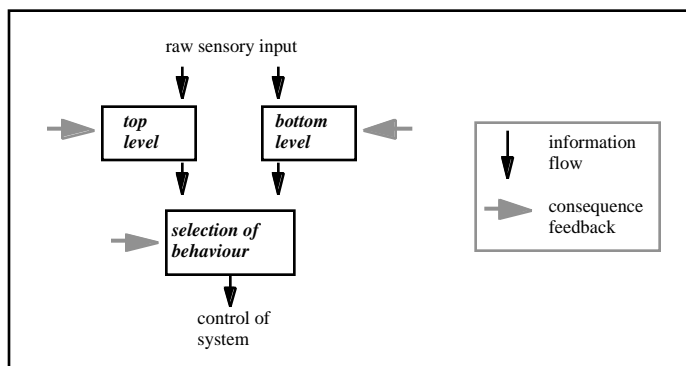 raw sensory input
top
level
bottom
level
selection of
behaviour
control of
system
information
flow
consequence
feedback